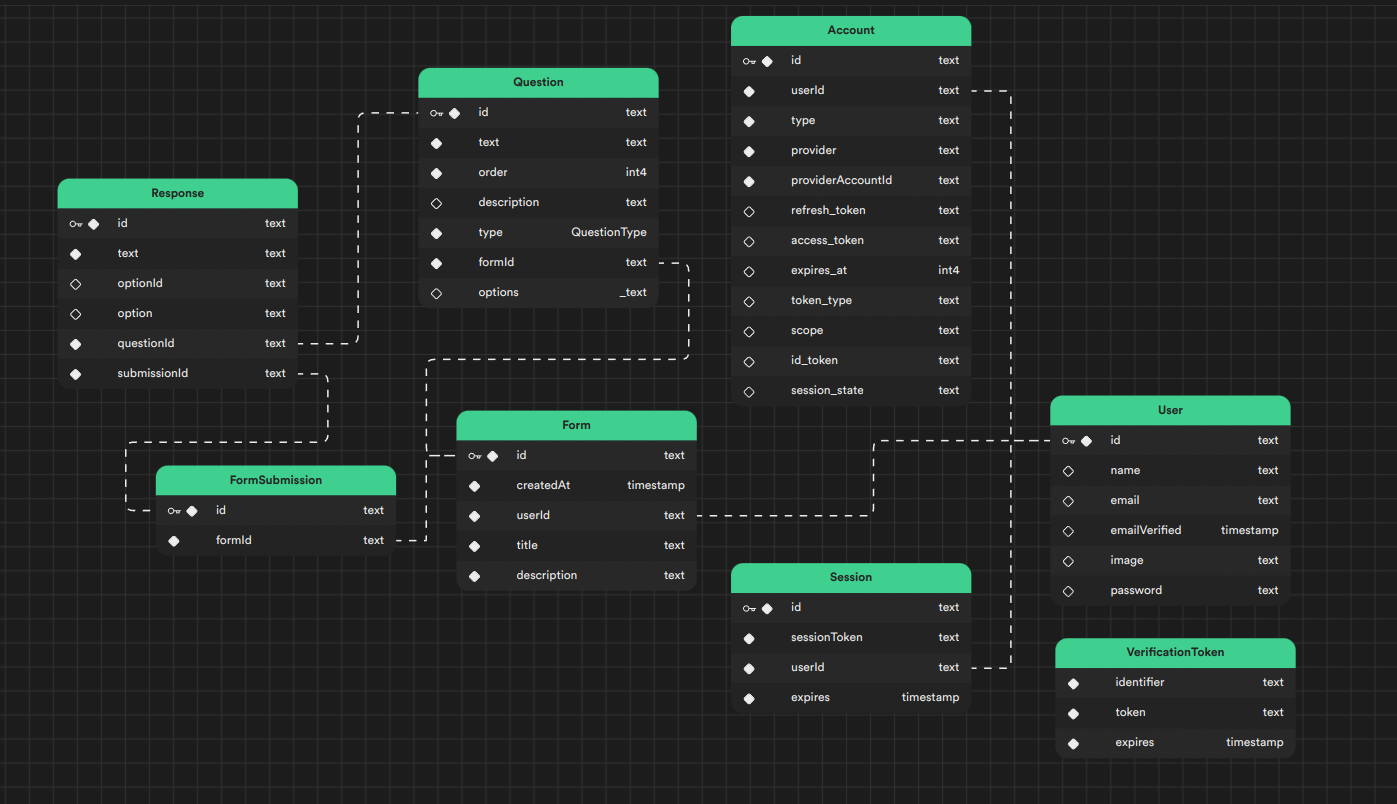 Response
id text
text text
optionId text
option text
questionId text
submissionId text
FormSubmission
id text
formId text
Question
id text
text text
order int4
description text
type QuestionType
formId text
options _text
Form
id text
createdAt timestamp
userId text
title text
description text
Account
id text
userId text
type text
provider text
providerAccountId text
refresh_token text
access_token text
expires_at int4
token_type text
scope text
id_token text
session_state text
Session
id text
sessionToken text
userId text
expires timestamp
User
id text
name text
email text
emailVerified timestamp
image text
password text
VerificationToken
identifier text
token text
expires timestamp